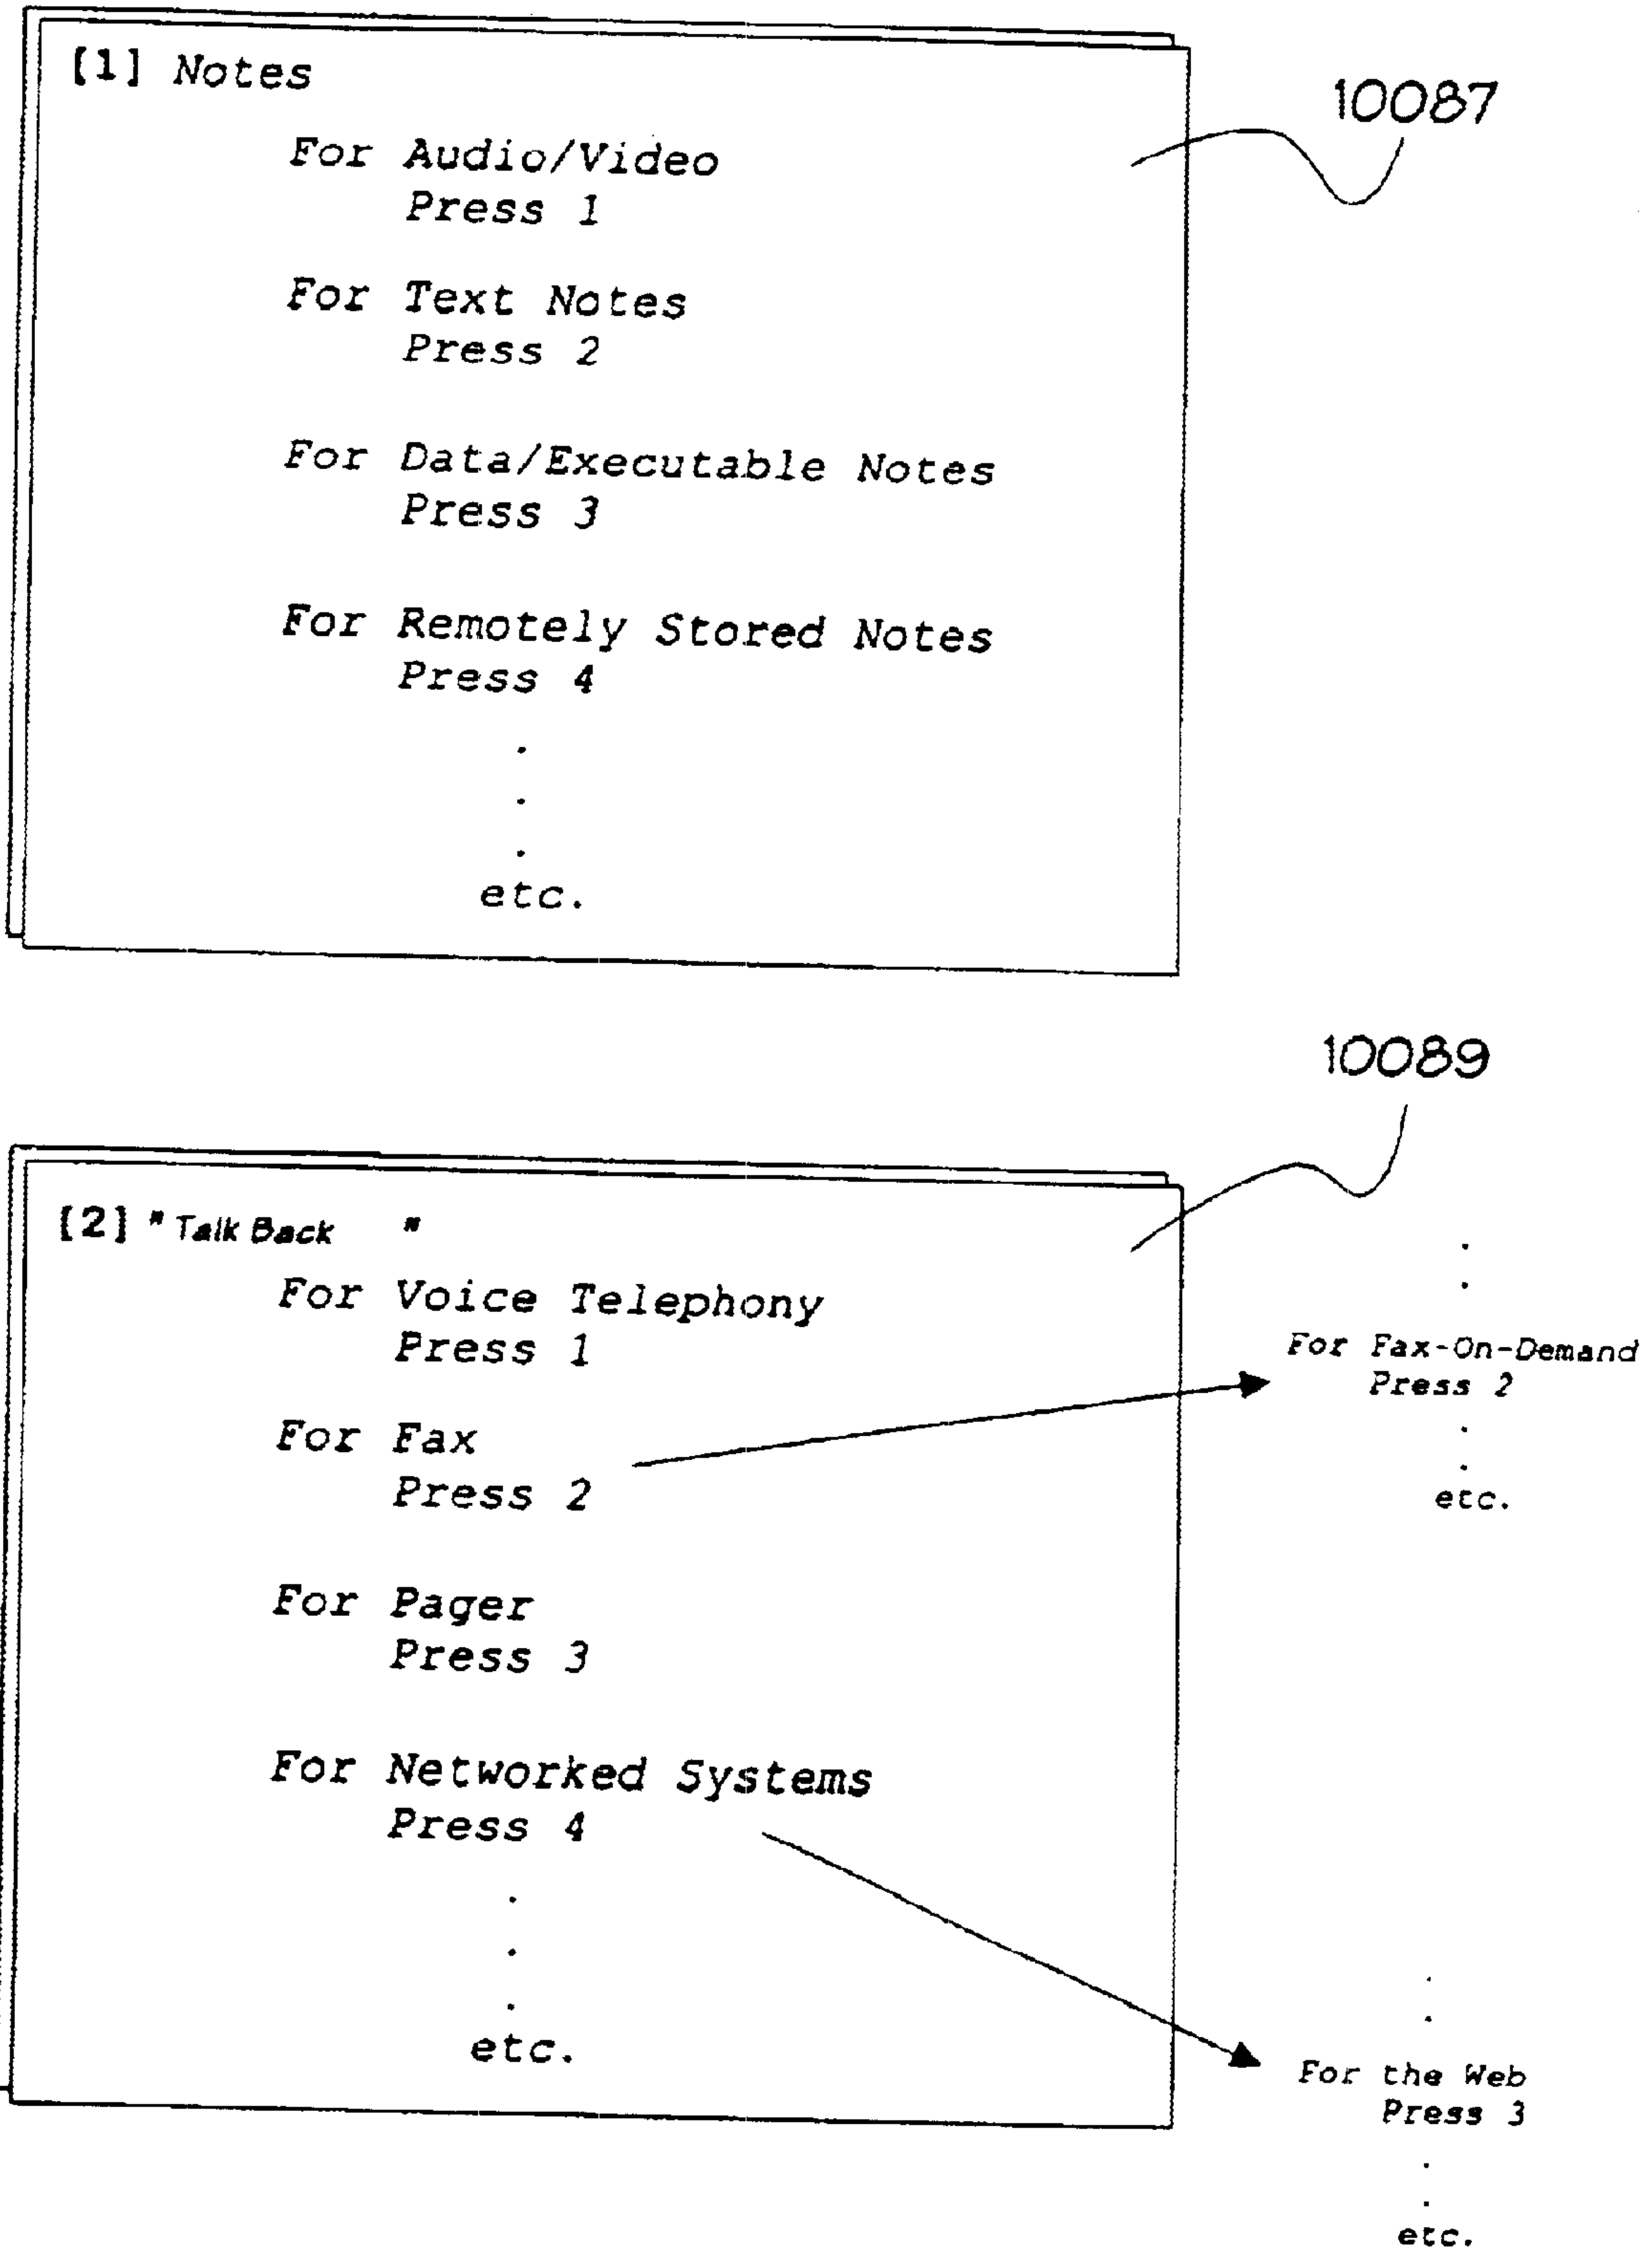 [1] Notes
10087
For Audio/Video
Press 1
For Text Notes
Press 2
For Data/Executable Notes
Press 3
For Remotely Stored Notes
Press 4
.
.
.
etc.
10089
[2] "Talk Back "
For Voice Telephony
Press 1
For Fax
Press 2
.
.
For Fax-On-Demand
Press 2
.
.
etc.
For Pager
Press 3
For Networked Systems
Press 4
.
.
.
etc.
.
.
For the Web
Press 3
.
.
etc.